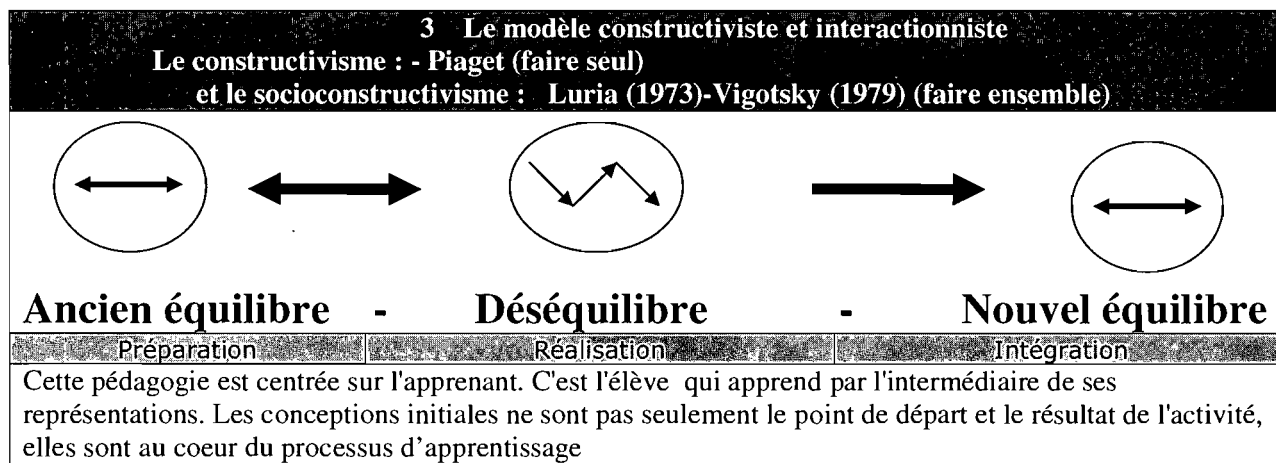 3 Le modèle constructiviste et interactionniste
Le constructivisme : - Piaget (faire seul)
et le socioconstructivisme : Luria (1973)-Vigotsky (1979) (faire ensemble)
Ancien équilibre - Déséquilibre - Nouvel équilibre
Préparation Réalisation Intégration
Cette pédagogie est centrée sur l'apprenant. C'est l'élève qui apprend par l'intermédiaire de ses
représentations. Les conceptions initiales ne sont pas seulement le point de départ et le résultat de l'activité,
elles sont au coeur du processus d'apprentissage